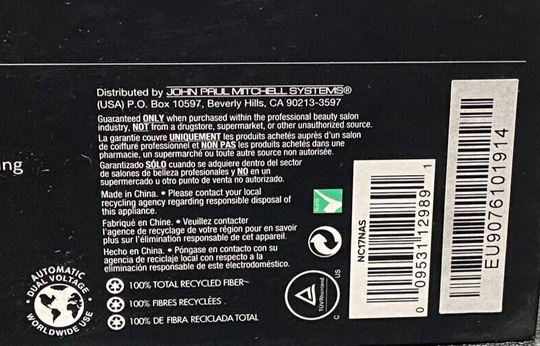 Distributed by JOHN PAUL MITCHELL SYSTEMS®
(USA) P.O. Box 10597, Beverly Hills, CA 90213-3597
Guaranteed ONLY when purchased within the professional beauty salon
industry, NOT from a drugstore, supermarket, or other unauthorized source.
La garantie couvre UNIQUEMENT les produits achetés auprès d'un salon
de coiffure professionnel et NON PAS les produits achetés dans une
pharmacie, un supermarché ou toute autre source non autorisée.
Garantizado SÓLO cuando se adquiere dentro del sector
de salones de belleza profesionales y NO en un
supermercado u otro punto de venta no autorizado.
Made in China. • Please contact your local
recycling agency regarding responsible disposal of
this appliance.
Fabriqué en Chine. • Veuillez contacter
l'agence de recyclage de votre région pour en savoir
plus sur l'élimination responsable de cet appareil.
Hecho en China. • Póngase en contacto con su
agencia de reciclaje local con respecto a la
eliminación responsable de este electrodoméstico.
100% TOTAL RECYCLED FIBER
100% FIBRES RECYCLÉES
100% DE FIBRA RECICLADA TOTAL
ng
AUTOMATIC
DUAL VOLTAGE
WORLDWIDE USE
TÜVRheinland
C US
NC17NAS
0 09531 12989 1
EU9076101914